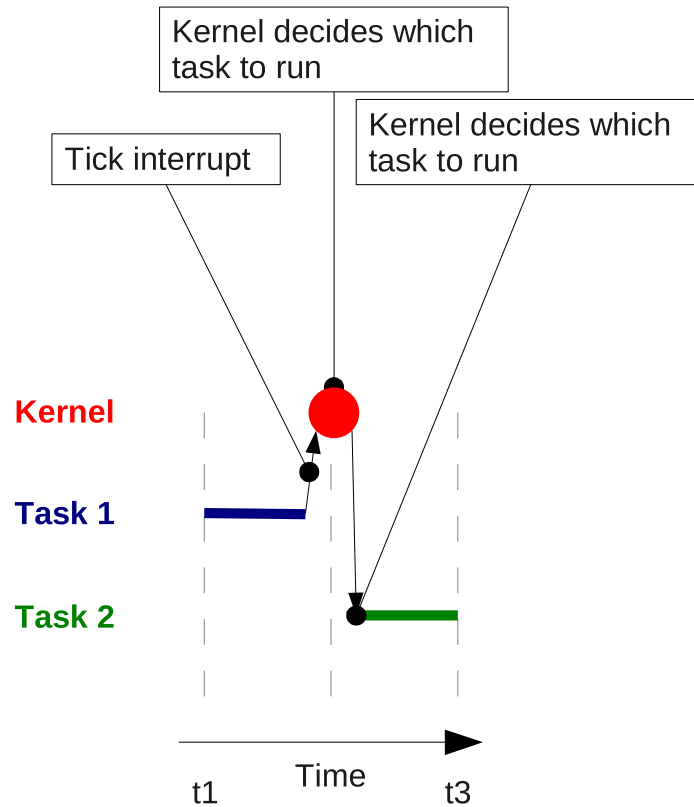 Kernel decides which
task to run
Kernel decides which
task to run
Tick interrupt
Kernel
Task 1
Task 2
Time
t1
t3